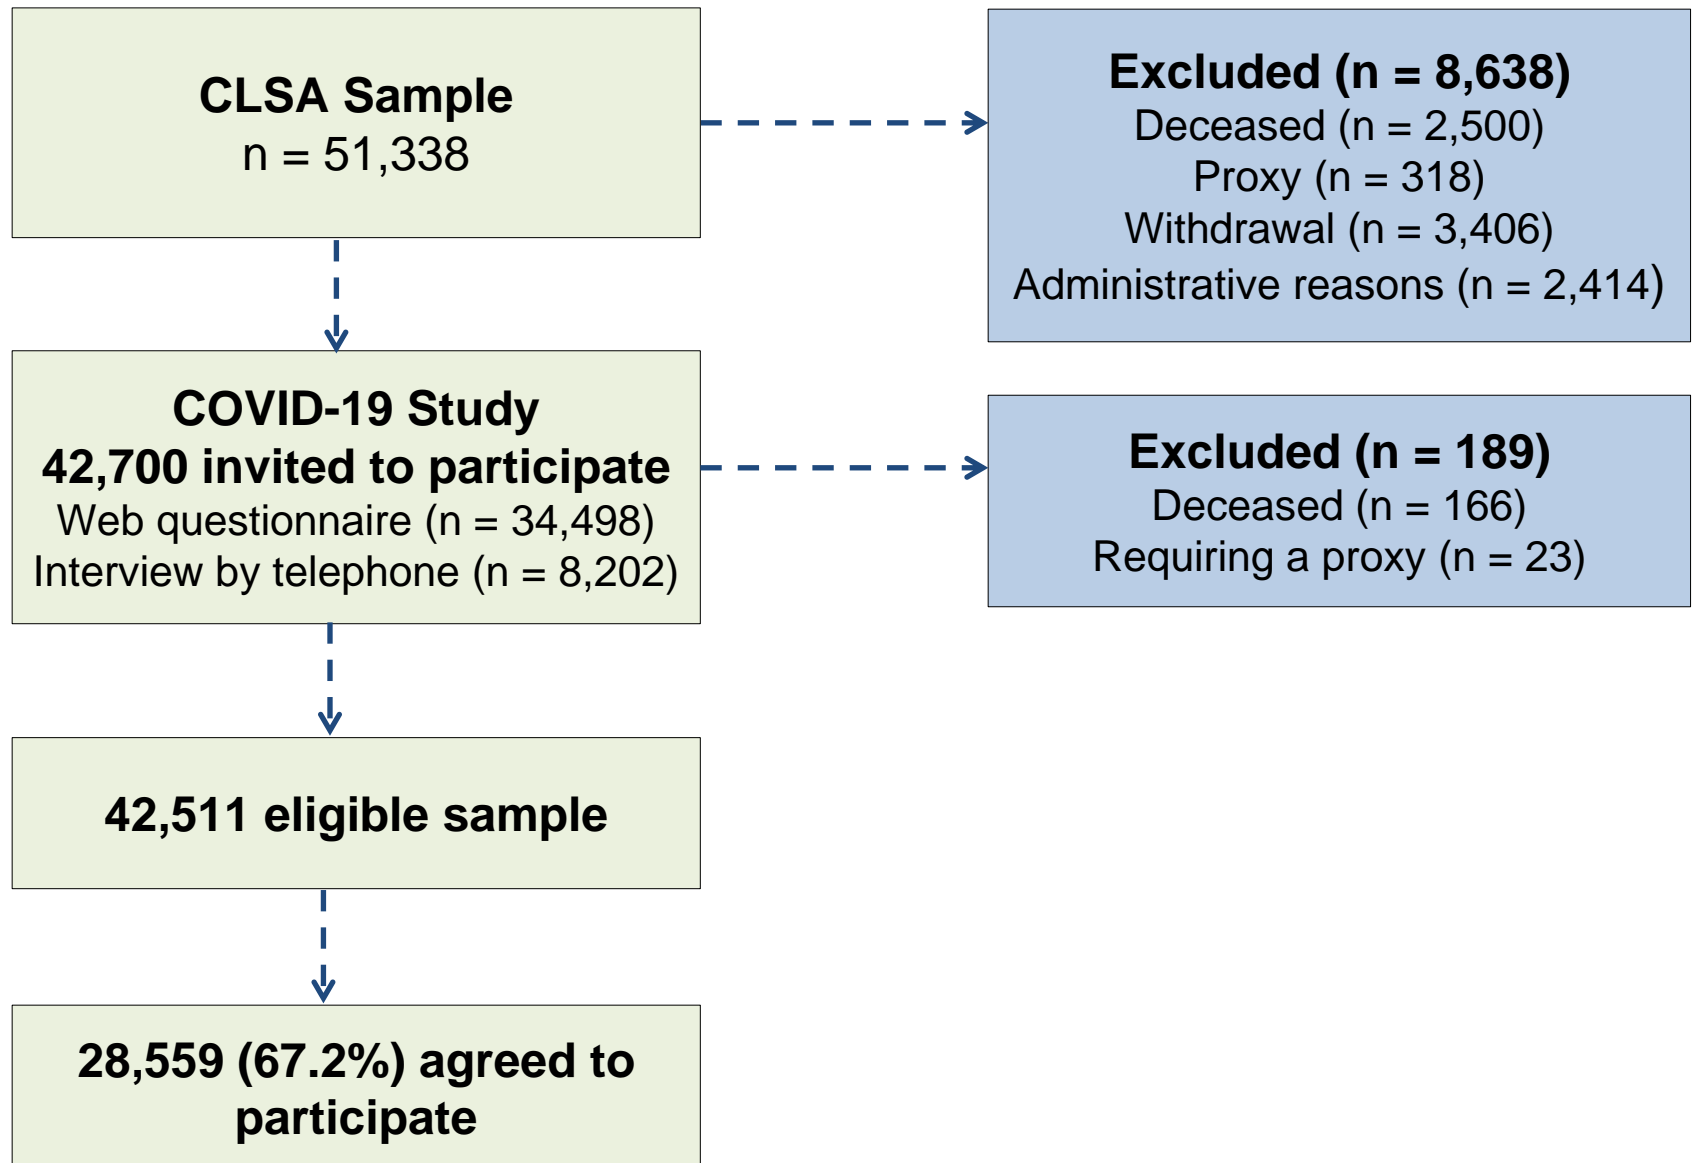 CLSA Sample
n = 51,338
Excluded (n = 8,638)
Deceased (n = 2,500)
Proxy (n = 318)
Withdrawal (n = 3,406)
Administrative reasons (n = 2,414)
COVID-19 Study
42,700 invited to participate
Web questionnaire (n = 34,498)
Interview by telephone (n = 8,202)
Excluded (n = 189)
Deceased (n = 166)
Requiring a proxy (n = 23)
42,511 eligible sample
28,559 (67.2%) agreed to
participate